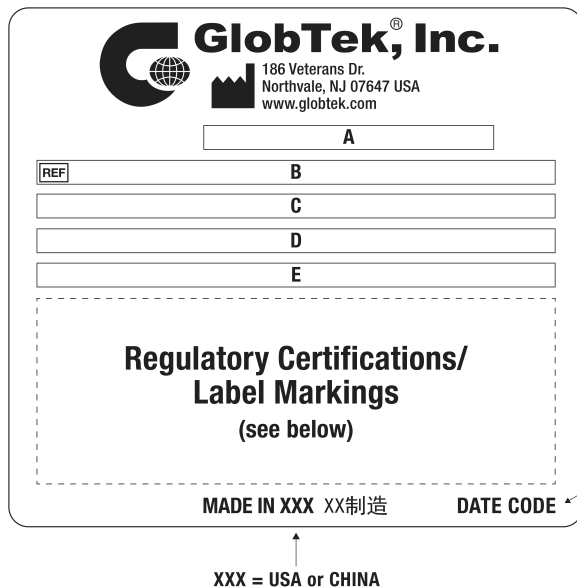 GlobTek, Inc.®
186 Veterans Dr.
Northvale, NJ 07647 USA
www.globtek.com
A
REF B
C
D
E
Regulatory Certifications/
Label Markings
(see below)
MADE IN XXX XX制造 DATE CODE
XXX = USA or CHINA